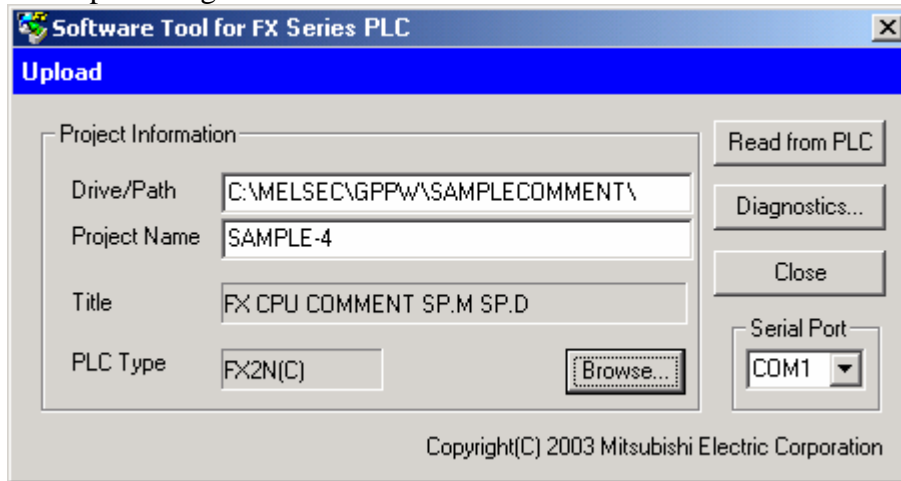 Software Tool for FX Series PLC
Upload
Project Information
Drive/Path
C:\MELSEC\GPPW\SAMPLECOMMENT\
Project Name
SAMPLE-4
Title
FX CPU COMMENT SP.M SP.D
PLC Type
FX2N(C)
Browse...
Read from PLC
Diagnostics...
Close
Serial Port
COM1
Copyright(C) 2003 Mitsubishi Electric Corporation